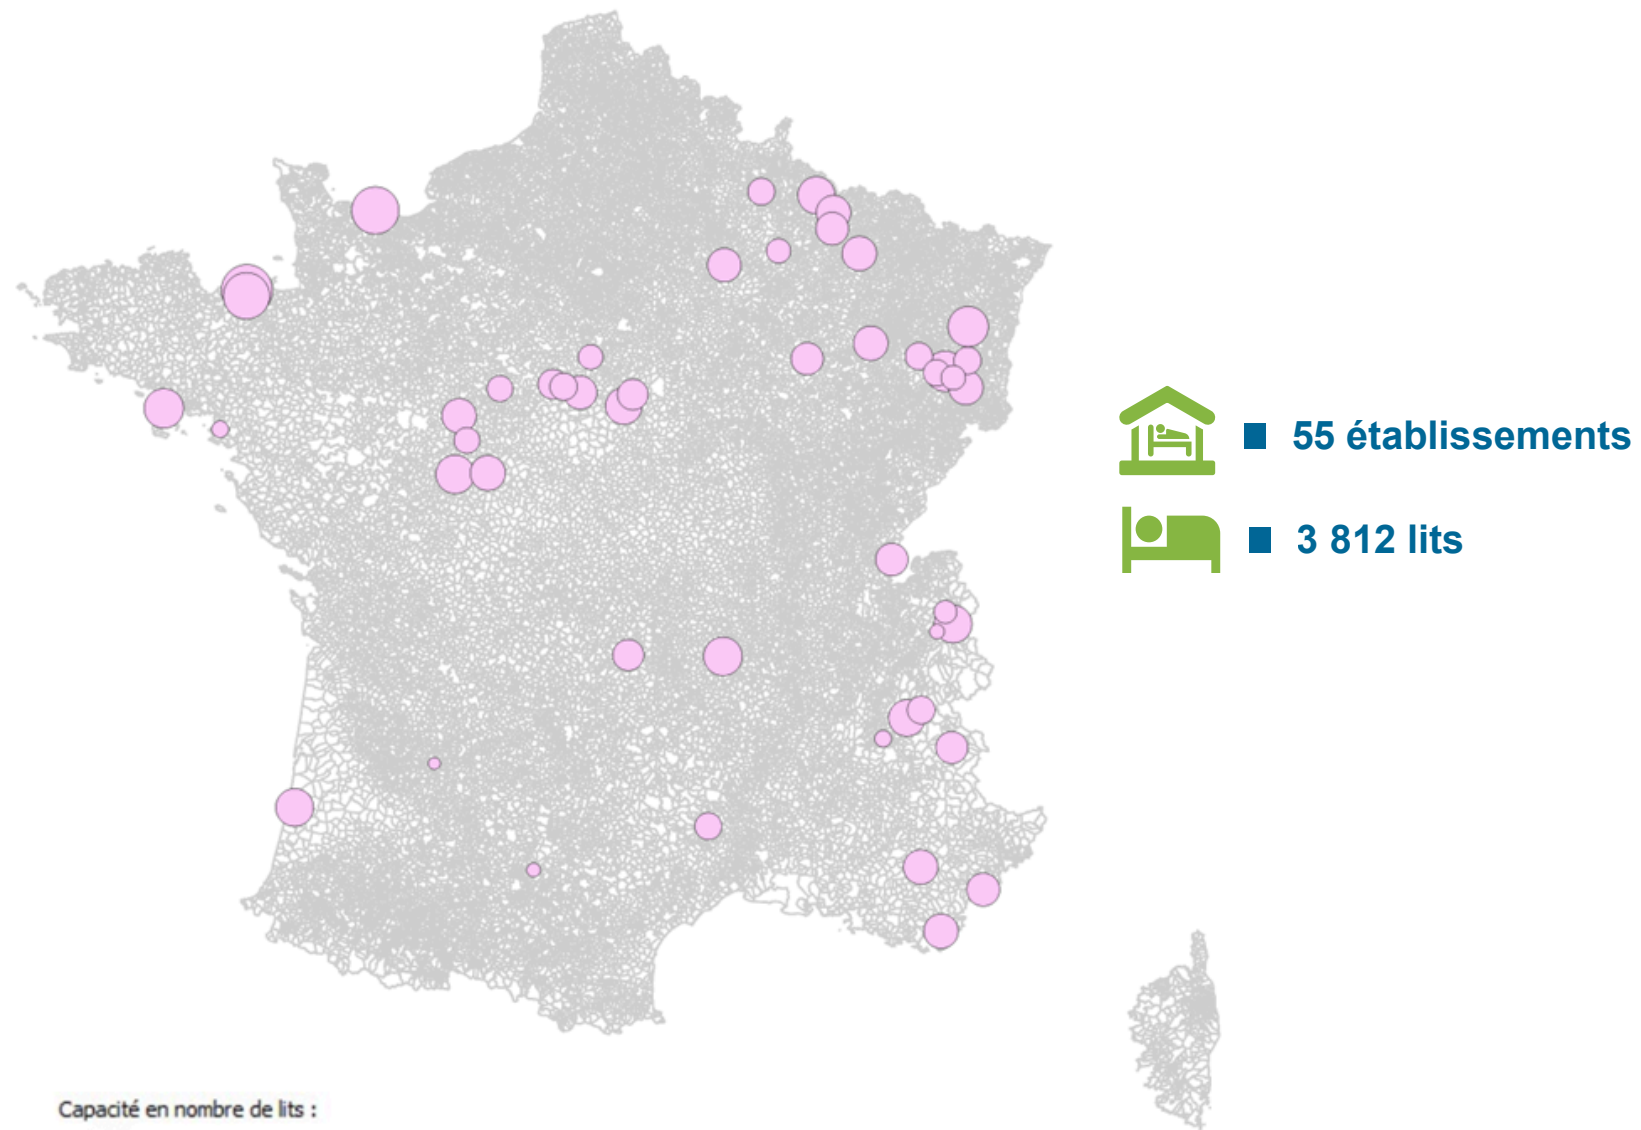 55 établissements
3 812 lits
Capacité en nombre de lits :